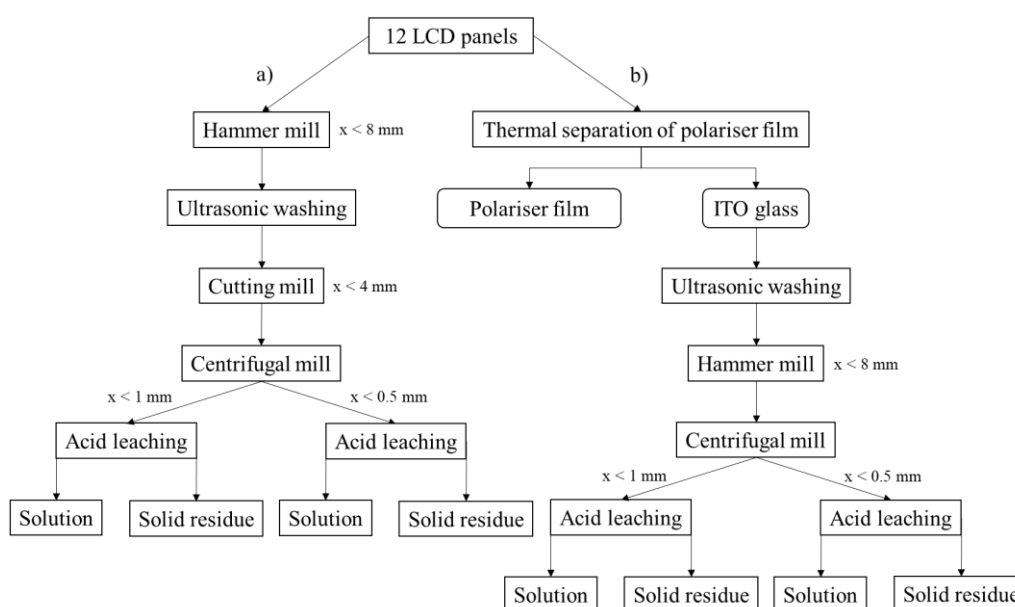 12 LCD panels
a)
b)
Hammer mill
x < 8 mm
Thermal separation of polariser film
Ultrasonic washing
Polariser film
ITO glass
Cutting mill
x < 4 mm
Ultrasonic washing
Centrifugal mill
Hammer mill
x < 8 mm
x < 1 mm
x < 0.5 mm
Acid leaching
Acid leaching
Centrifugal mill
x < 1 mm
x < 0.5 mm
Solution
Solid residue
Solution
Solid residue
Acid leaching
Acid leaching
Solution
Solid residue
Solution
Solid residue